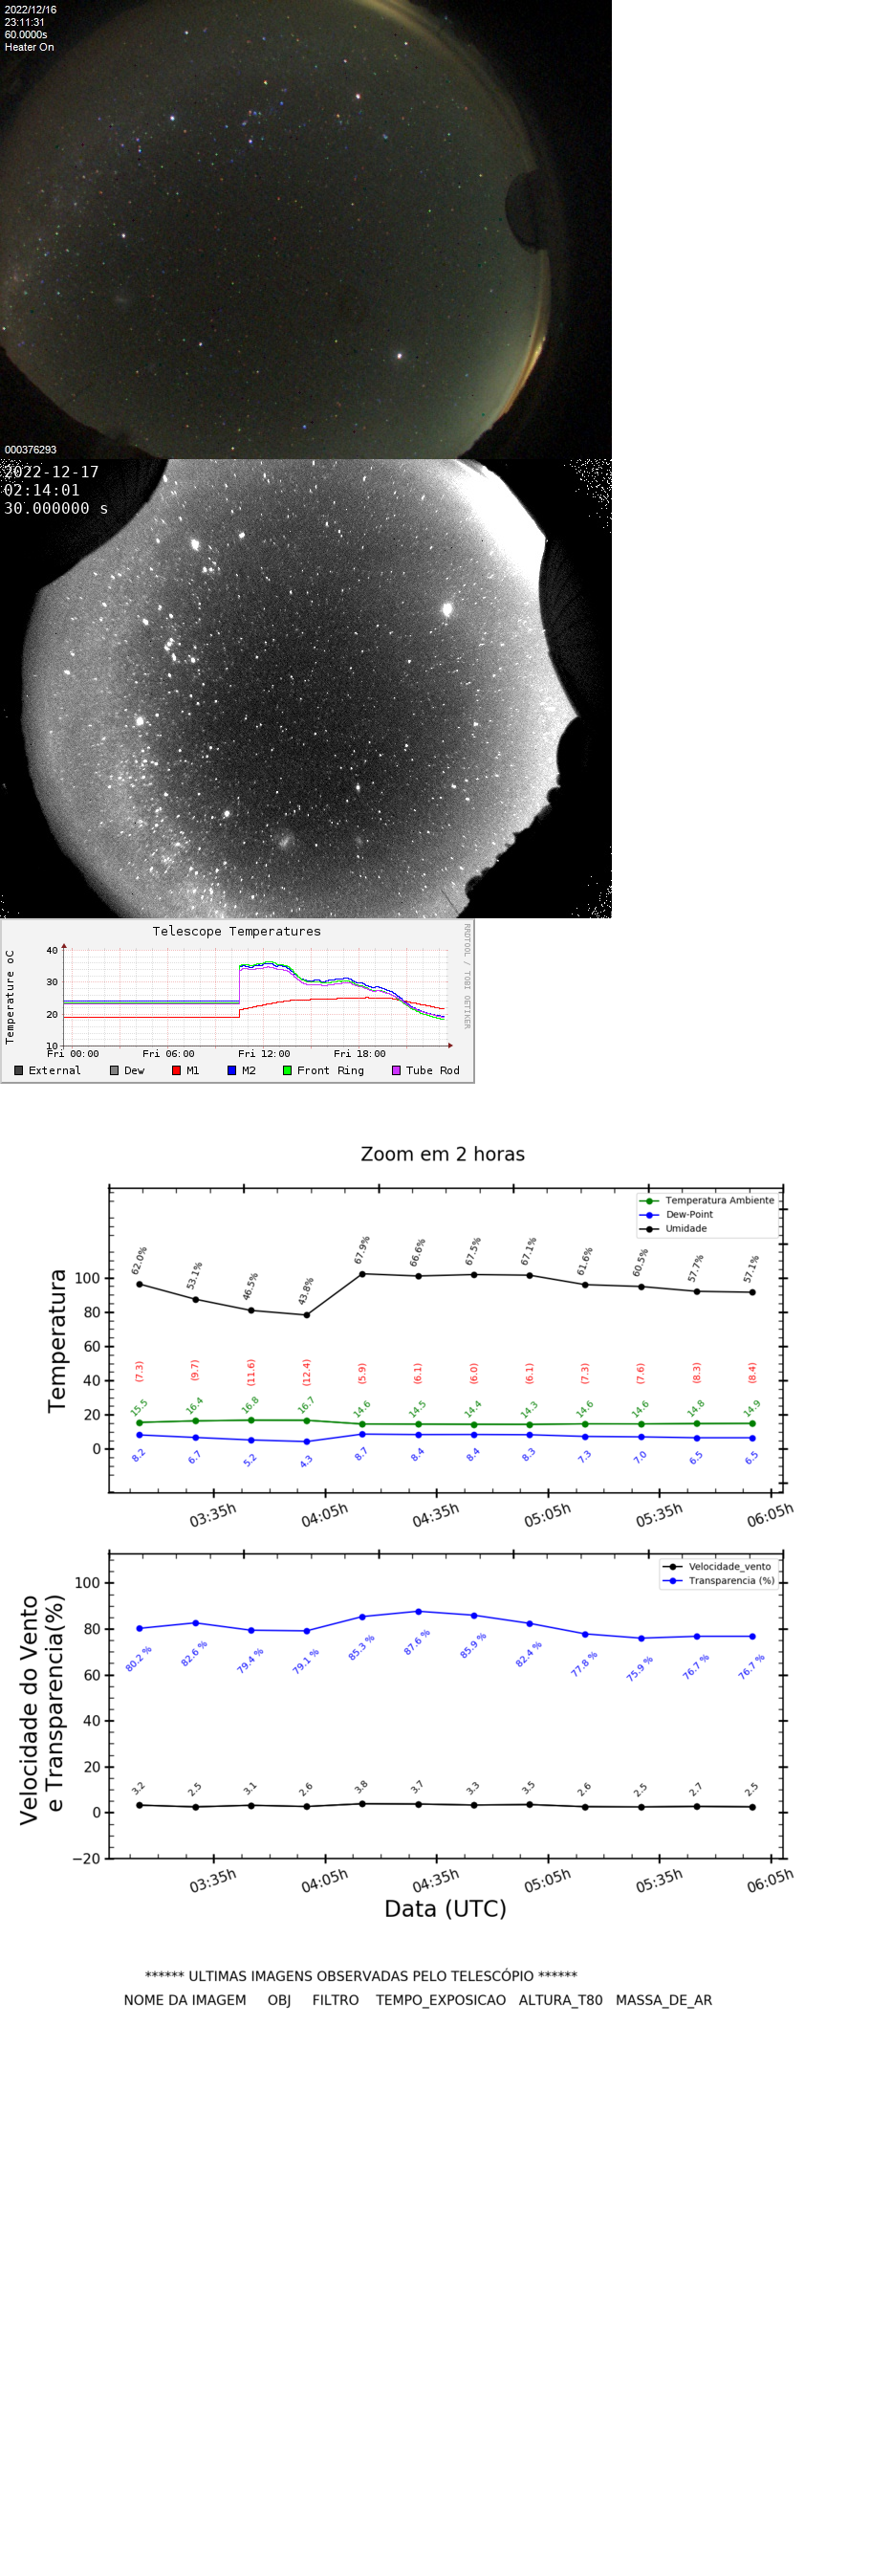 2022/12/16
23:11:31
60.0000s
Heater On
000376293
2022-12-17
02:14:01
30.000000 s
Telescope Temperatures
RRDTOOL / TOBI OETIKER
Temperature oC
40
30
20
10
Fri 00:00 Fri 06:00 Fri 12:00 Fri 18:00
External Dew M1 M2 Front Ring Tube Rod
Zoom em 2 horas
Temperatura Ambiente
Dew-Point
Umidade
Temperatura
100
80
60
40
20
0
62.0% 53.1% 46.5% 43.8% 67.9% 66.6% 67.5% 67.1% 61.6% 60.5% 57.7% 57.1%
(7.3) (9.7) (11.6) (12.4) (5.9) (6.1) (6.0) (6.1) (7.3) (7.6) (8.3) (8.4)
15.5 16.4 16.8 16.7 14.6 14.5 14.4 14.3 14.6 14.6 14.8 14.9
8.2 6.7 5.2 4.3 8.7 8.4 8.4 8.3 7.3 7.0 6.5 6.5
03:35h 04:05h 04:35h 05:05h 05:35h 06:05h
Velocidade_vento
Transparencia (%)
Velocidade do Vento
e Transparencia(%)
100
80
60
40
20
0
−20
80.2 % 82.6 % 79.4 % 79.1 % 85.3 % 87.6 % 85.9 % 82.4 % 77.8 % 75.9 % 76.7 % 76.7 %
3.2 2.5 3.1 2.6 3.8 3.7 3.3 3.5 2.6 2.5 2.7 2.5
03:35h 04:05h 04:35h 05:05h 05:35h 06:05h
Data (UTC)
****** ULTIMAS IMAGENS OBSERVADAS PELO TELESCÓPIO ******
NOME DA IMAGEM OBJ FILTRO TEMPO_EXPOSICAO ALTURA_T80 MASSA_DE_AR